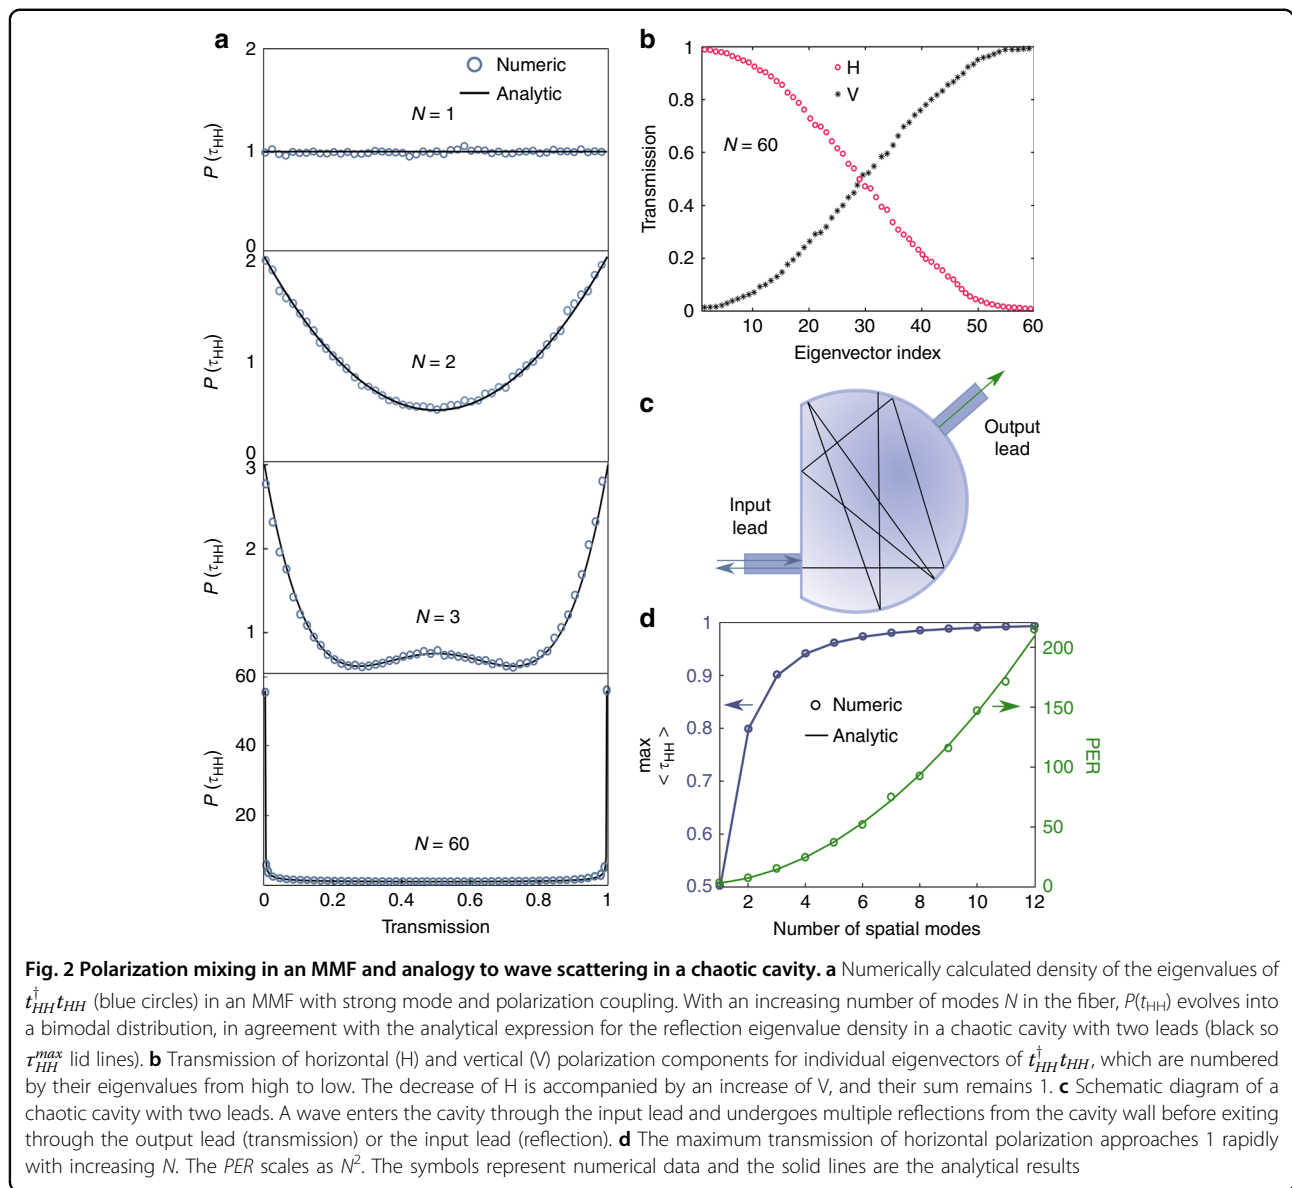 a
2
Numeric
Analytic
N = 1
1
P (τHH)
0
2
N = 2
1
P (τHH)
0
3
2
N = 3
1
P (τHH)
60
40
P (τHH)
20
N = 60
0 0.2 0.4 0.6 0.8 1
Transmission
b
1
H
V
0.8
N = 60
0.6
Transmission
0.4
0.2
0
10 20 30 40 50 60
Eigenvector index
c
Output
lead
Input
lead
d
1
0.9
0.8
0.7
0.6
0.5
max
< τHH >
Numeric
Analytic
200
150
100
50
0
PER
2 4 6 8 10 12
Number of spatial modes
Fig. 2 Polarization mixing in an MMF and analogy to wave scattering in a chaotic cavity. a Numerically calculated density of the eigenvalues of
t†HH tHH (blue circles) in an MMF with strong mode and polarization coupling. With an increasing number of modes N in the fiber, P(tHH) evolves into
a bimodal distribution, in agreement with the analytical expression for the reflection eigenvalue density in a chaotic cavity with two leads (black so
τmaxHH lid lines). b Transmission of horizontal (H) and vertical (V) polarization components for individual eigenvectors of t†HH tHH, which are numbered
by their eigenvalues from high to low. The decrease of H is accompanied by an increase of V, and their sum remains 1. c Schematic diagram of a
chaotic cavity with two leads. A wave enters the cavity through the input lead and undergoes multiple reflections from the cavity wall before exiting
through the output lead (transmission) or the input lead (reflection). d The maximum transmission of horizontal polarization approaches 1 rapidly
with increasing N. The PER scales as N². The symbols represent numerical data and the solid lines are the analytical results